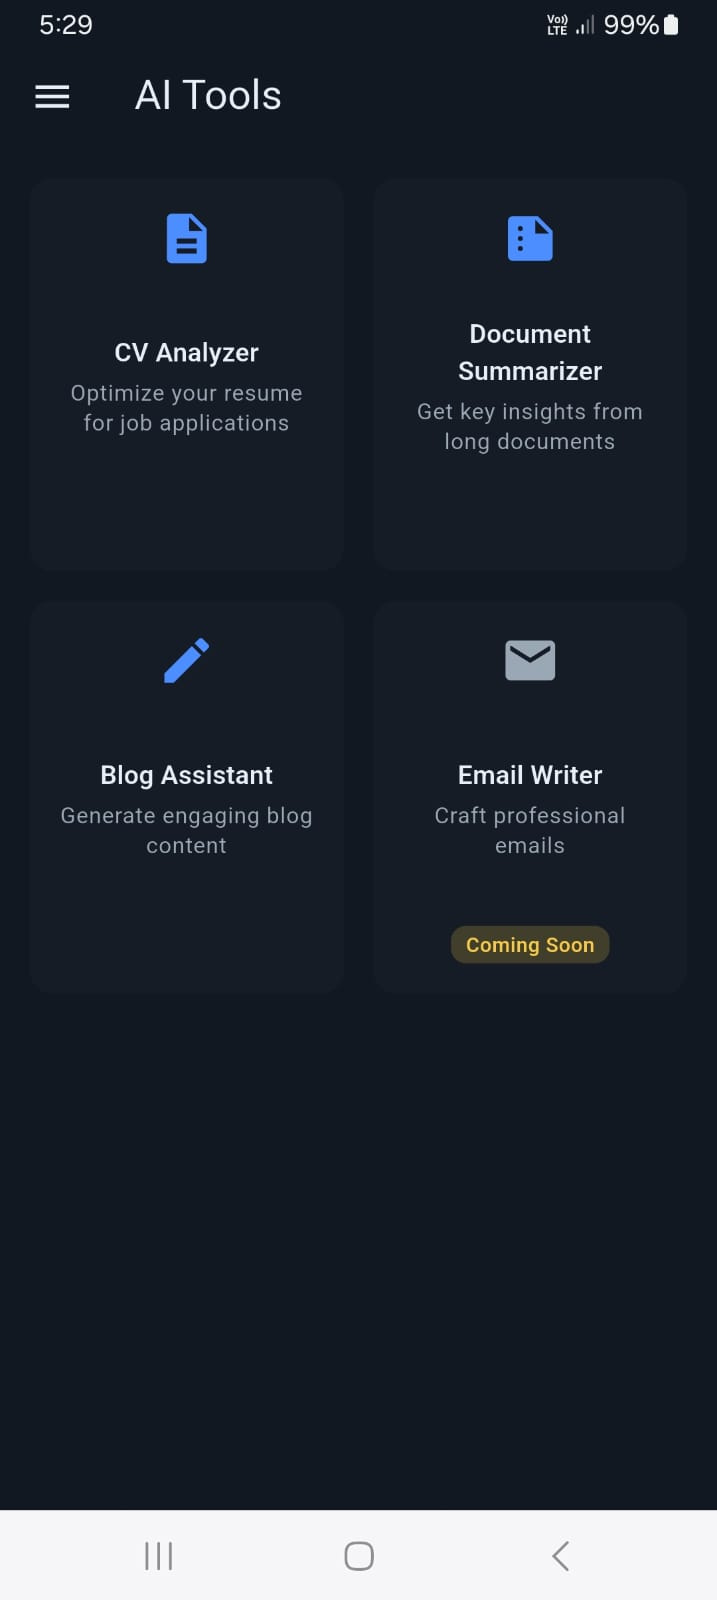 5:29
Vo))
LTE
99%
AI Tools
CV Analyzer
Optimize your resume
for job applications
Document
Summarizer
Get key insights from
long documents
Blog Assistant
Generate engaging blog
content
Email Writer
Craft professional
emails
Coming Soon